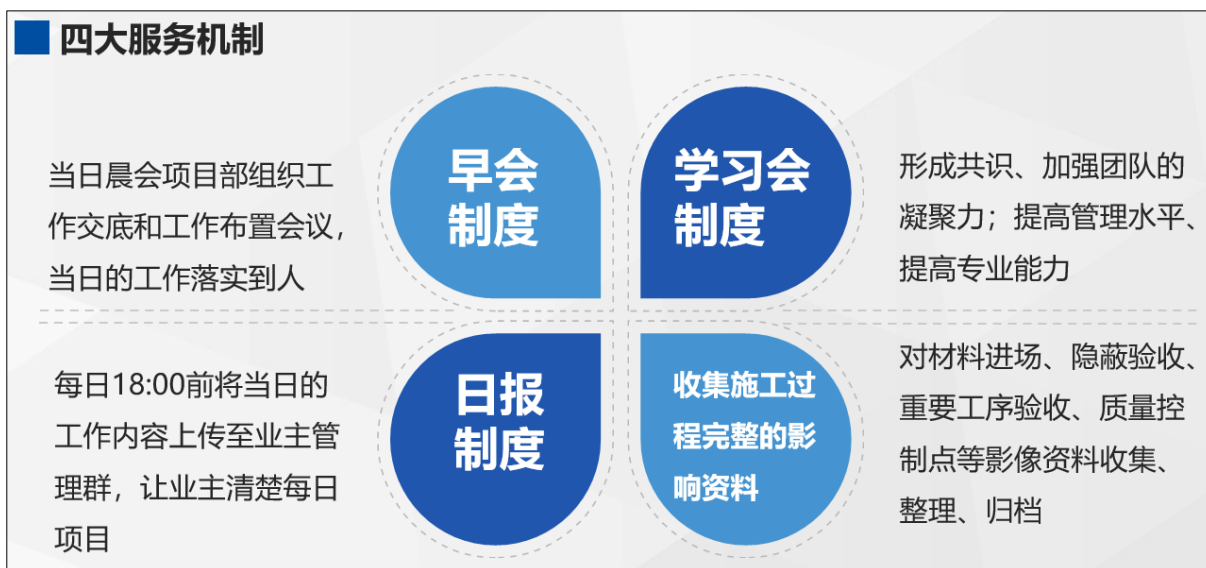 四大服务机制
当日晨会项目部组织工
作交底和工作布置会议，
当日的工作落实到人
早会
制度
学习会
制度
形成共识、加强团队的
凝聚力；提高管理水平、
提高专业能力
每日18:00前将当日的
工作内容上传至业主管
理群，让业主清楚每日
项目
日报
制度
收集施工过
程完整的影
响资料
对材料进场、隐蔽验收、
重要工序验收、质量控
制点等影像资料收集、
整理、归档